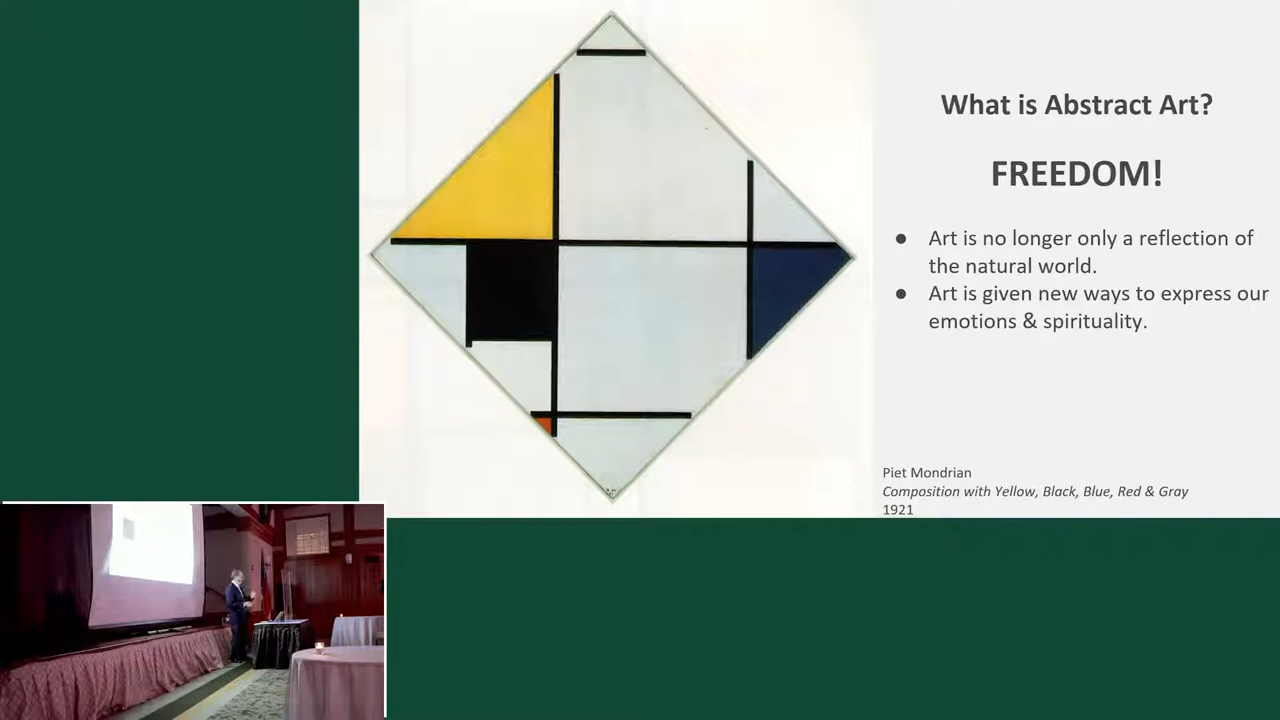 What is Abstract Art?
FREEDOM!
● Art is no longer only a reflection of
the natural world.
● Art is given new ways to express our
emotions & spirituality.
Piet Mondrian
Composition with Yellow, Black, Blue, Red & Gray
1921